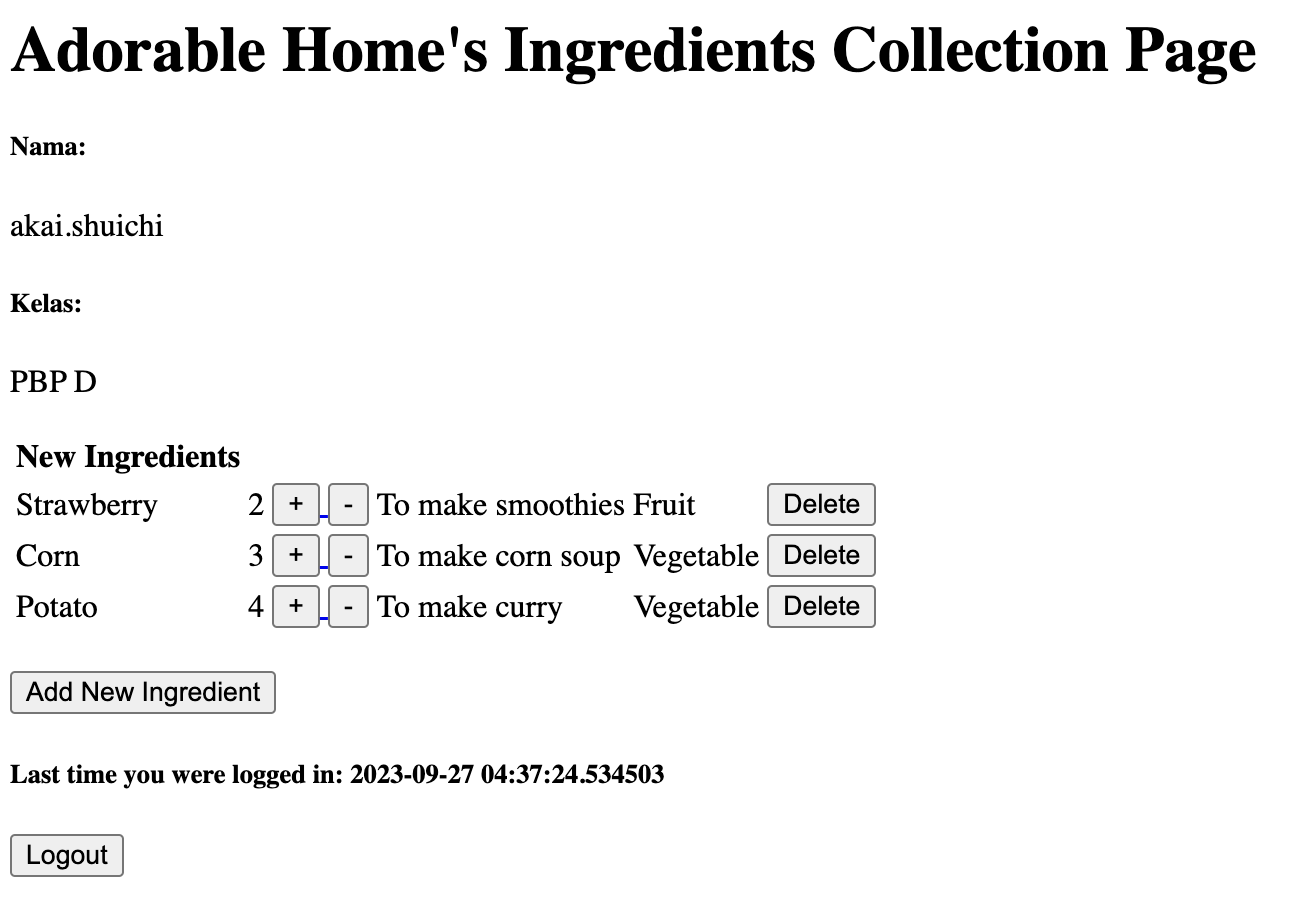 Adorable Home's Ingredients Collection Page
Nama:
akai.shuichi
Kelas:
PBP D
New Ingredients
Strawberry 2 + - To make smoothies Fruit Delete
Corn 3 + - To make corn soup Vegetable Delete
Potato 4 + - To make curry Vegetable Delete
Add New Ingredient
Last time you were logged in: 2023-09-27 04:37:24.534503
Logout